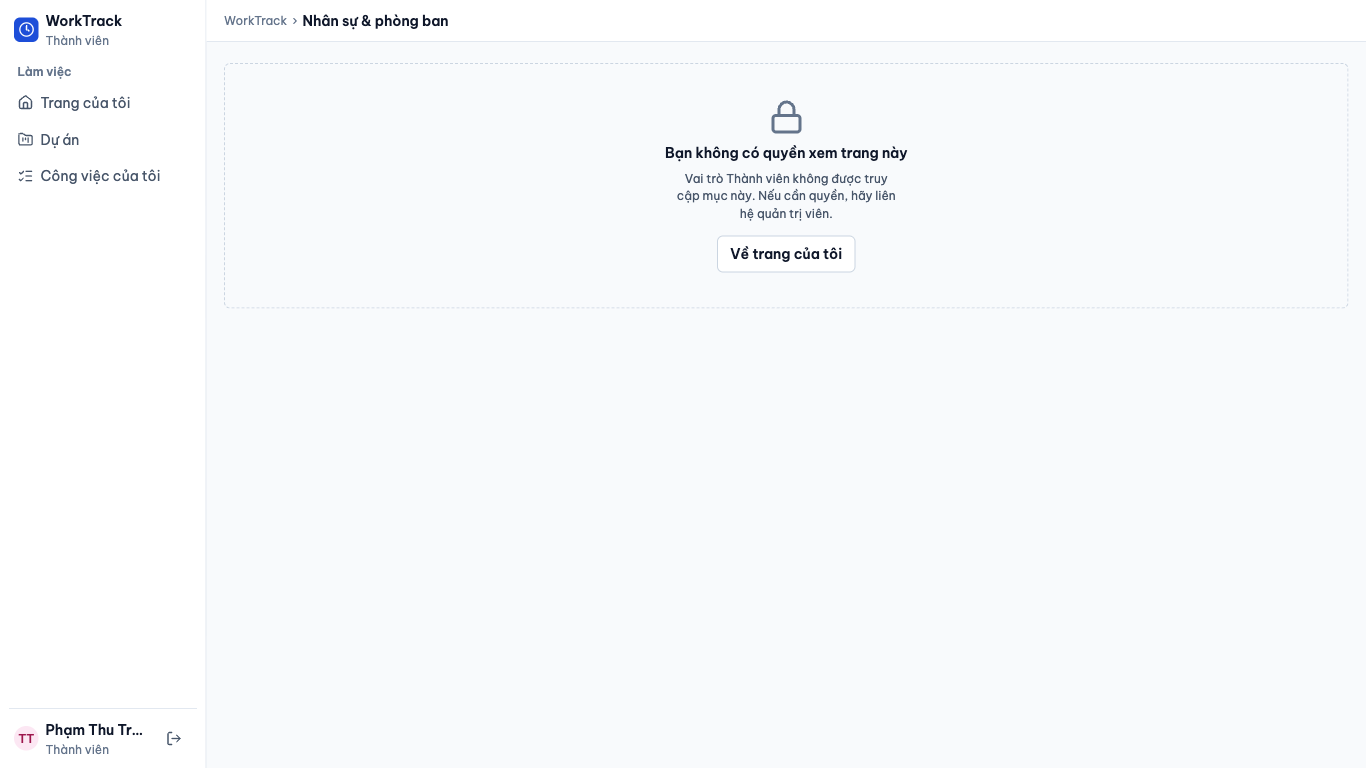 WorkTrack
Thành viên
Làm việc
Trang của tôi
Dự án
Công việc của tôi
WorkTrack › Nhân sự & phòng ban
Bạn không có quyền xem trang này
Vai trò Thành viên không được truy
cập mục này. Nếu cần quyền, hãy liên
hệ quản trị viên.
Về trang của tôi
TT
Phạm Thu Tr...
Thành viên